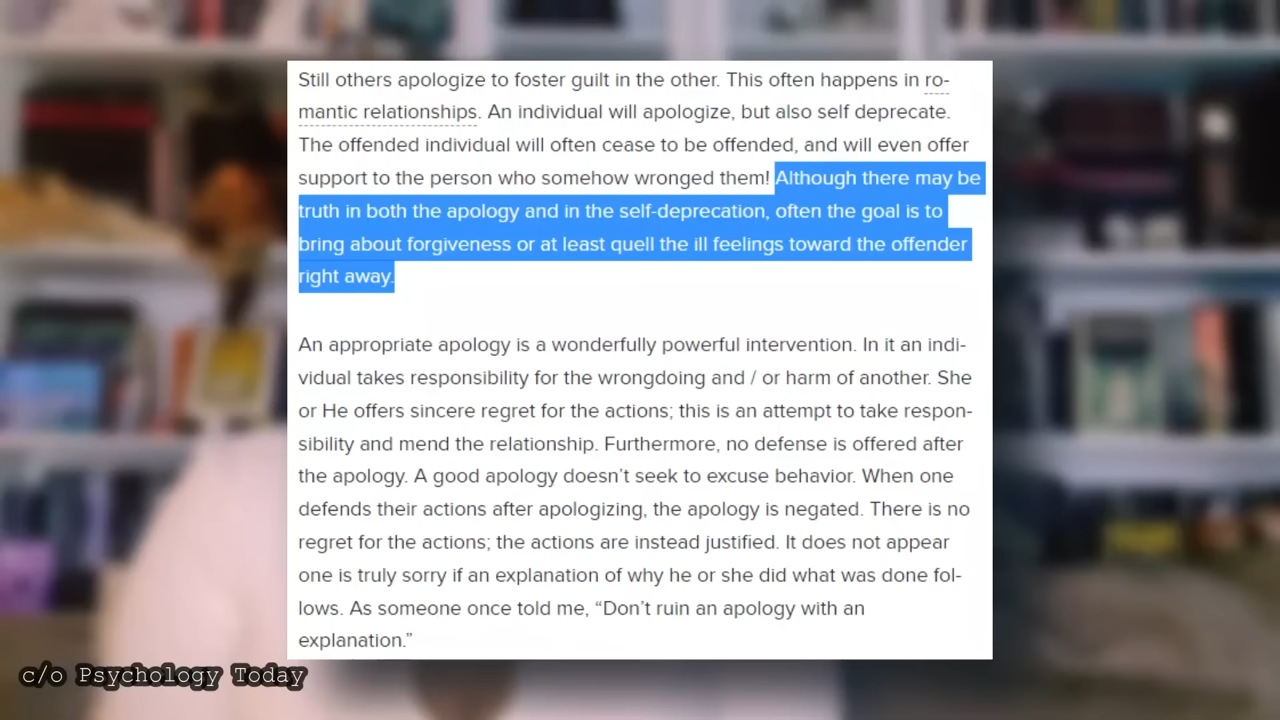 Still others apologize to foster guilt in the other. This often happens in ro-
mantic relationships. An individual will apologize, but also self deprecate.
The offended individual will often cease to be offended, and will even offer
support to the person who somehow wronged them! Although there may be
truth in both the apology and in the self-deprecation, often the goal is to
bring about forgiveness or at least quell the ill feelings toward the offender
right away.
An appropriate apology is a wonderfully powerful intervention. In it an indi-
vidual takes responsibility for the wrongdoing and / or harm of another. She
or He offers sincere regret for the actions; this is an attempt to take respon-
sibility and mend the relationship. Furthermore, no defense is offered after
the apology. A good apology doesn’t seek to excuse behavior. When one
defends their actions after apologizing, the apology is negated. There is no
regret for the actions; the actions are instead justified. It does not appear
one is truly sorry if an explanation of why he or she did what was done fol-
lows. As someone once told me, “Don’t ruin an apology with an
explanation.”
c/o Psychology Today